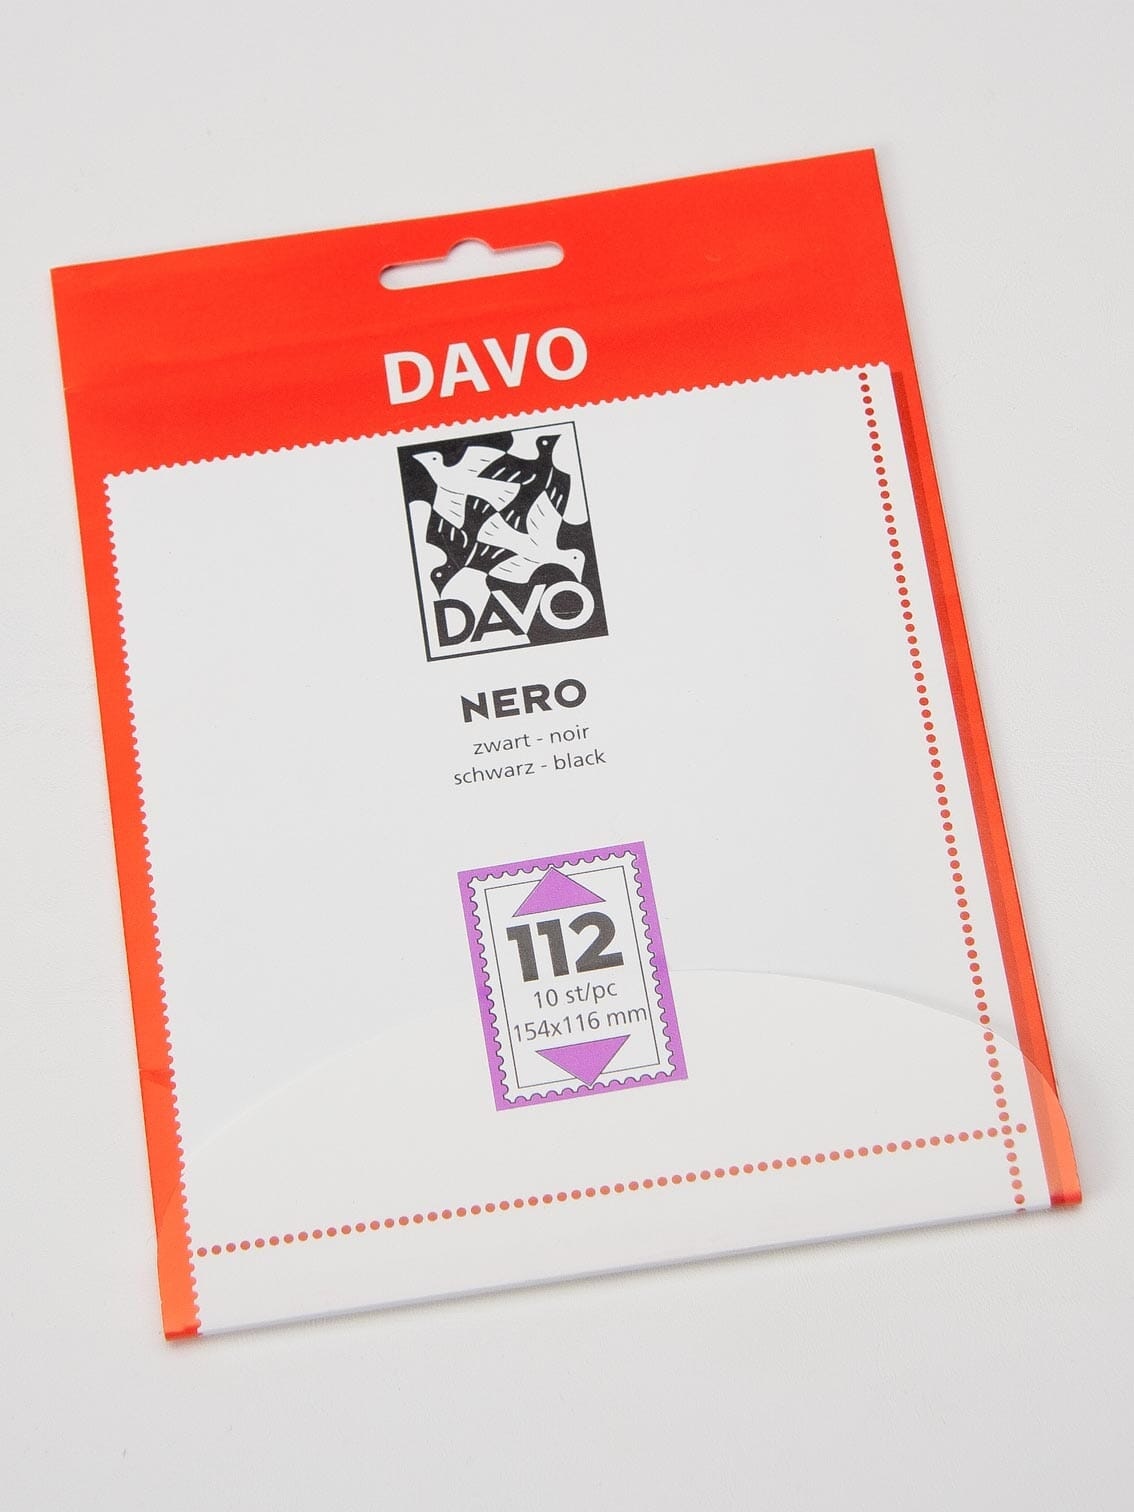 DAVO
DAVO
NERO
zwart - noir
schwarz - black
112
10 st/pc
154x116 mm